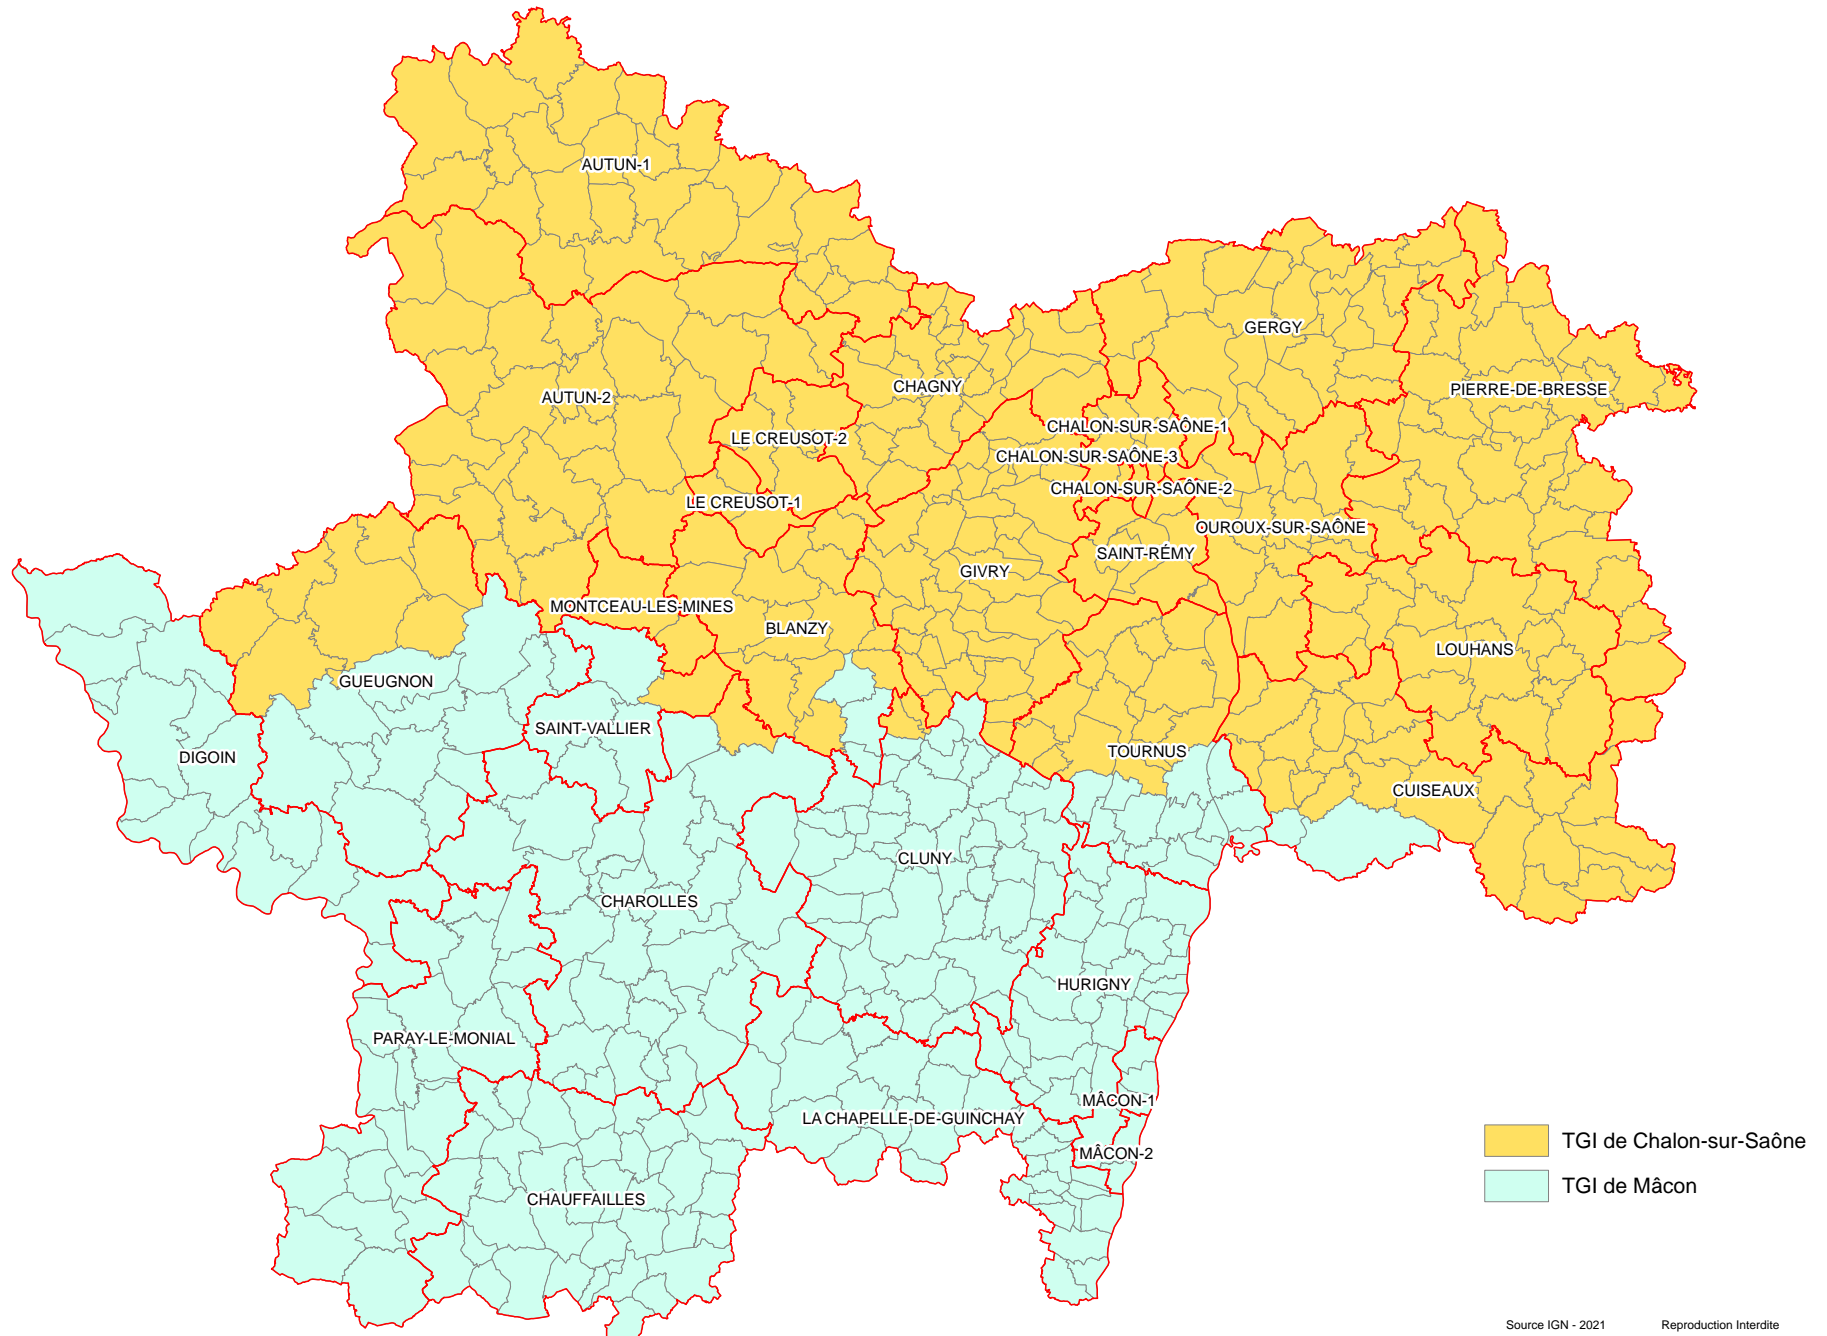 AUTUN-1
GERGY
CHAGNY
PIERRE-DE-BRESSE
AUTUN-2
CHALON-SUR-SAÔNE-1
LE CREUSOT-2
CHALON-SUR-SAÔNE-3
CHALON-SUR-SAÔNE-2
LE CREUSOT-1
OUROUX-SUR-SAÔNE
SAINT-RÉMY
GIVRY
MONTCEAU-LES-MINES
BLANZY
LOUHANS
GUEUGNON
SAINT-VALLIER
DIGOIN
TOURNUS
CUISEAUX
CLUNY
CHAROLLES
HURIGNY
PARAY-LE-MONIAL
MÂCON-1
LA CHAPELLE-DE-GUINCHAY
MÂCON-2
CHAUFFAILLES
TGI de Chalon-sur-Saône
TGI de Mâcon
Source IGN - 2021 Reproduction Interdite